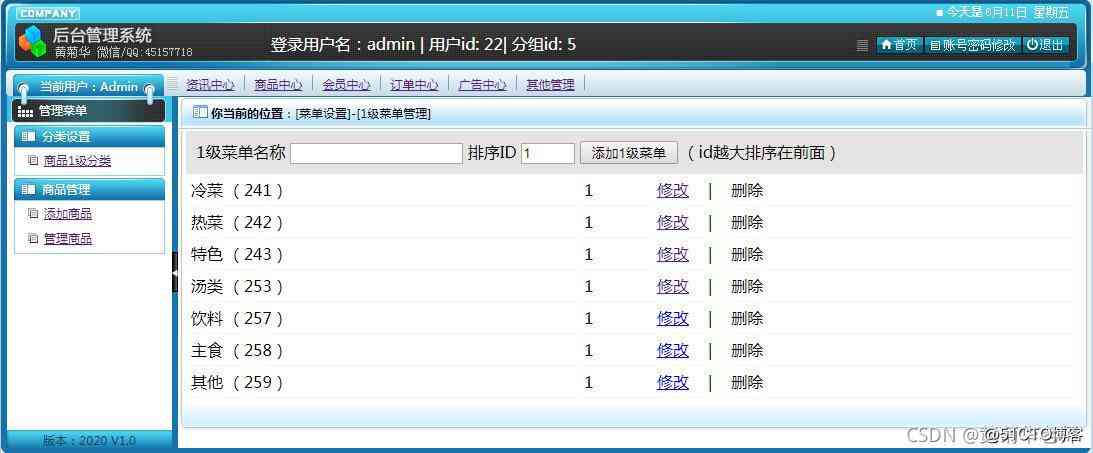 COMPANY
今天是 6月11日 星期五
后台管理系统
黄菊华 微信/QQ:45157718
登录用户名：admin | 用户id: 22| 分组id: 5
首页 账号密码修改 退出
当前用户：Admin
资讯中心 商品中心 会员中心 订单中心 广告中心 其他管理
管理菜单
你当前的位置：[菜单设置]-[1级菜单管理]
分类设置
商品1级分类
商品管理
添加商品
管理商品
1级菜单名称 排序ID 1 添加1级菜单 （id越大排序在前面）
冷菜 （241） 1 修改 | 删除
热菜 （242） 1 修改 | 删除
特色 （243） 1 修改 | 删除
汤类 （253） 1 修改 | 删除
饮料 （257） 1 修改 | 删除
主食 （258） 1 修改 | 删除
其他 （259） 1 修改 | 删除
版本：2020 V1.0
CSDN @51CTO博客